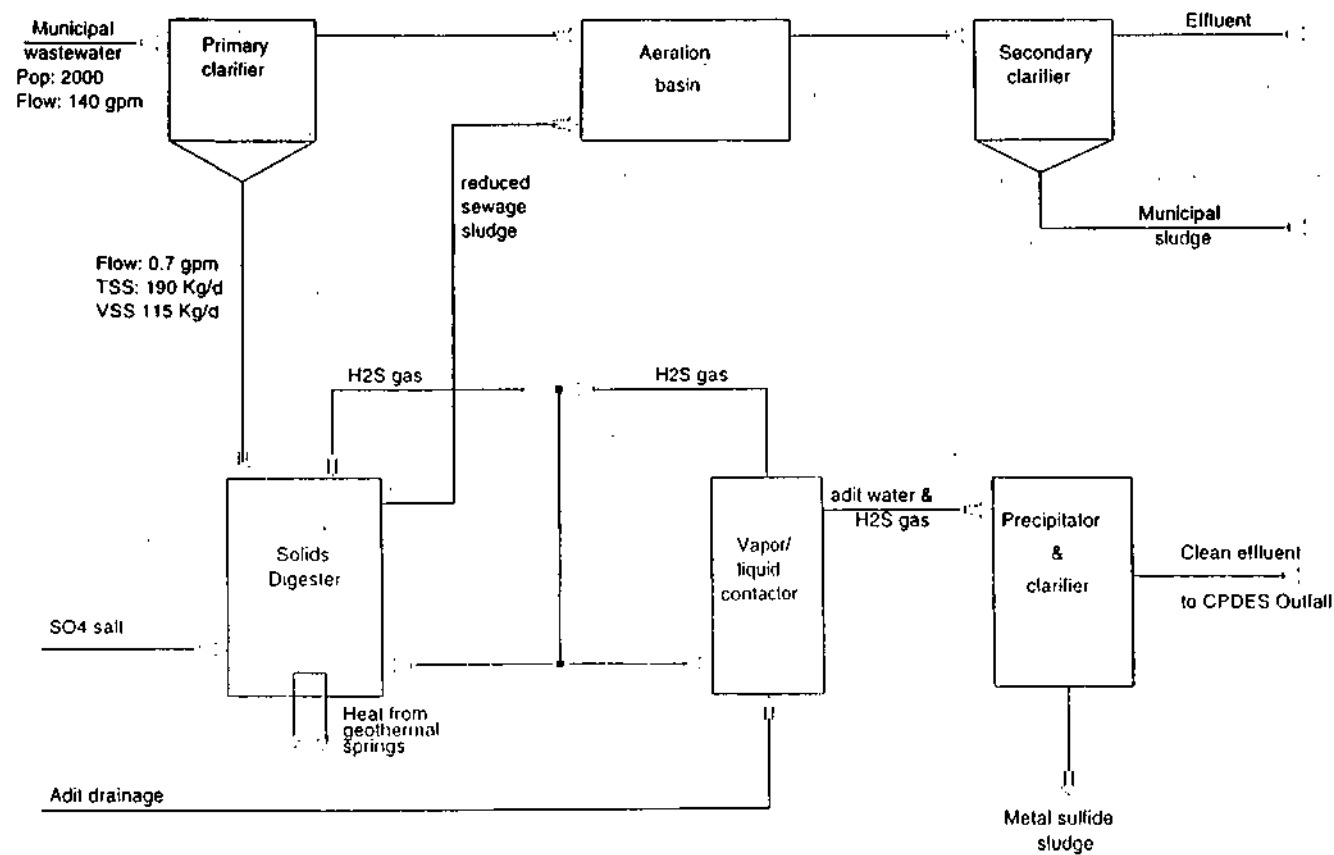 Municipal
wastewater
Pop: 2000
Flow: 140 gpm
Primary
clarifier
Aeration
basin
Secondary
clarifier
Effluent
Municipal
sludge
reduced
sewage
sludge
Flow: 0.7 gpm
TSS: 190 Kg/d
VSS 115 Kg/d
H2S gas
H2S gas
Solids
Digester
SO4 salt
Heat from
geothermal
springs
Adit drainage
Vapor/
liquid
contactor
adit water &
H2S gas
Precipitator
&
clarifier
Clean effluent
to CPDES Outfall
Metal sulfide
sludge